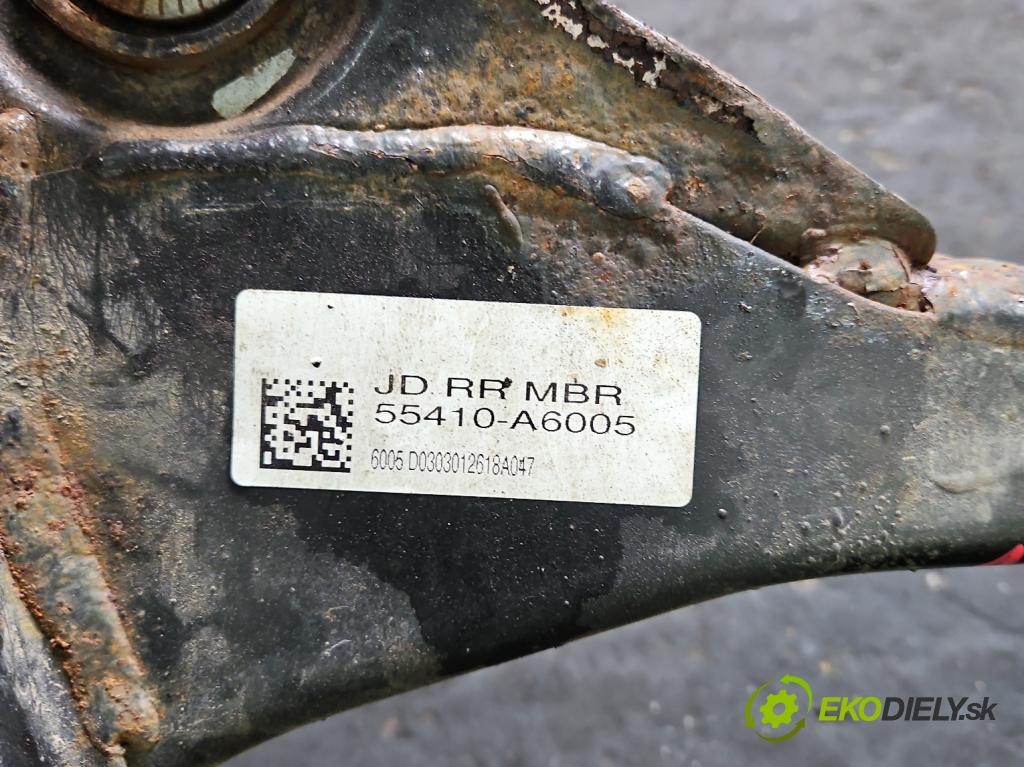 JD RR MBR
55410-A6005
6005 D0303012618A047
EKODIELY.sk